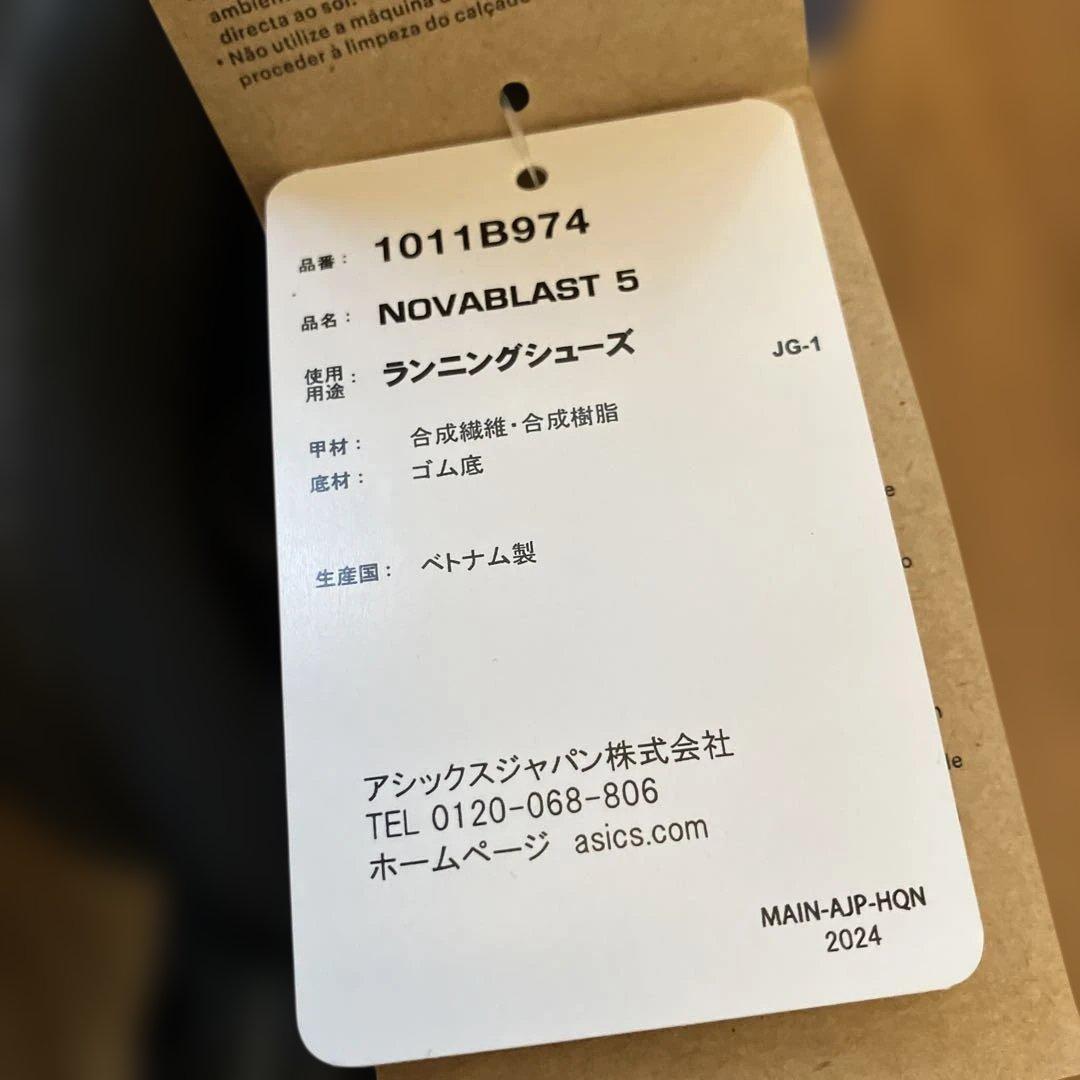 ambien
directa ao sol.
• Não utilize a máquina
proceder à limpeza do calçado
品番： 1011B974
品名： NOVABLAST 5
使用用途： ランニングシューズ JG-1
甲材： 合成繊維・合成樹脂
底材： ゴム底
生産国： ベトナム製
アシックスジャパン株式会社
TEL 0120-068-806
ホームページ asics.com
MAIN-AJP-HQN
2024